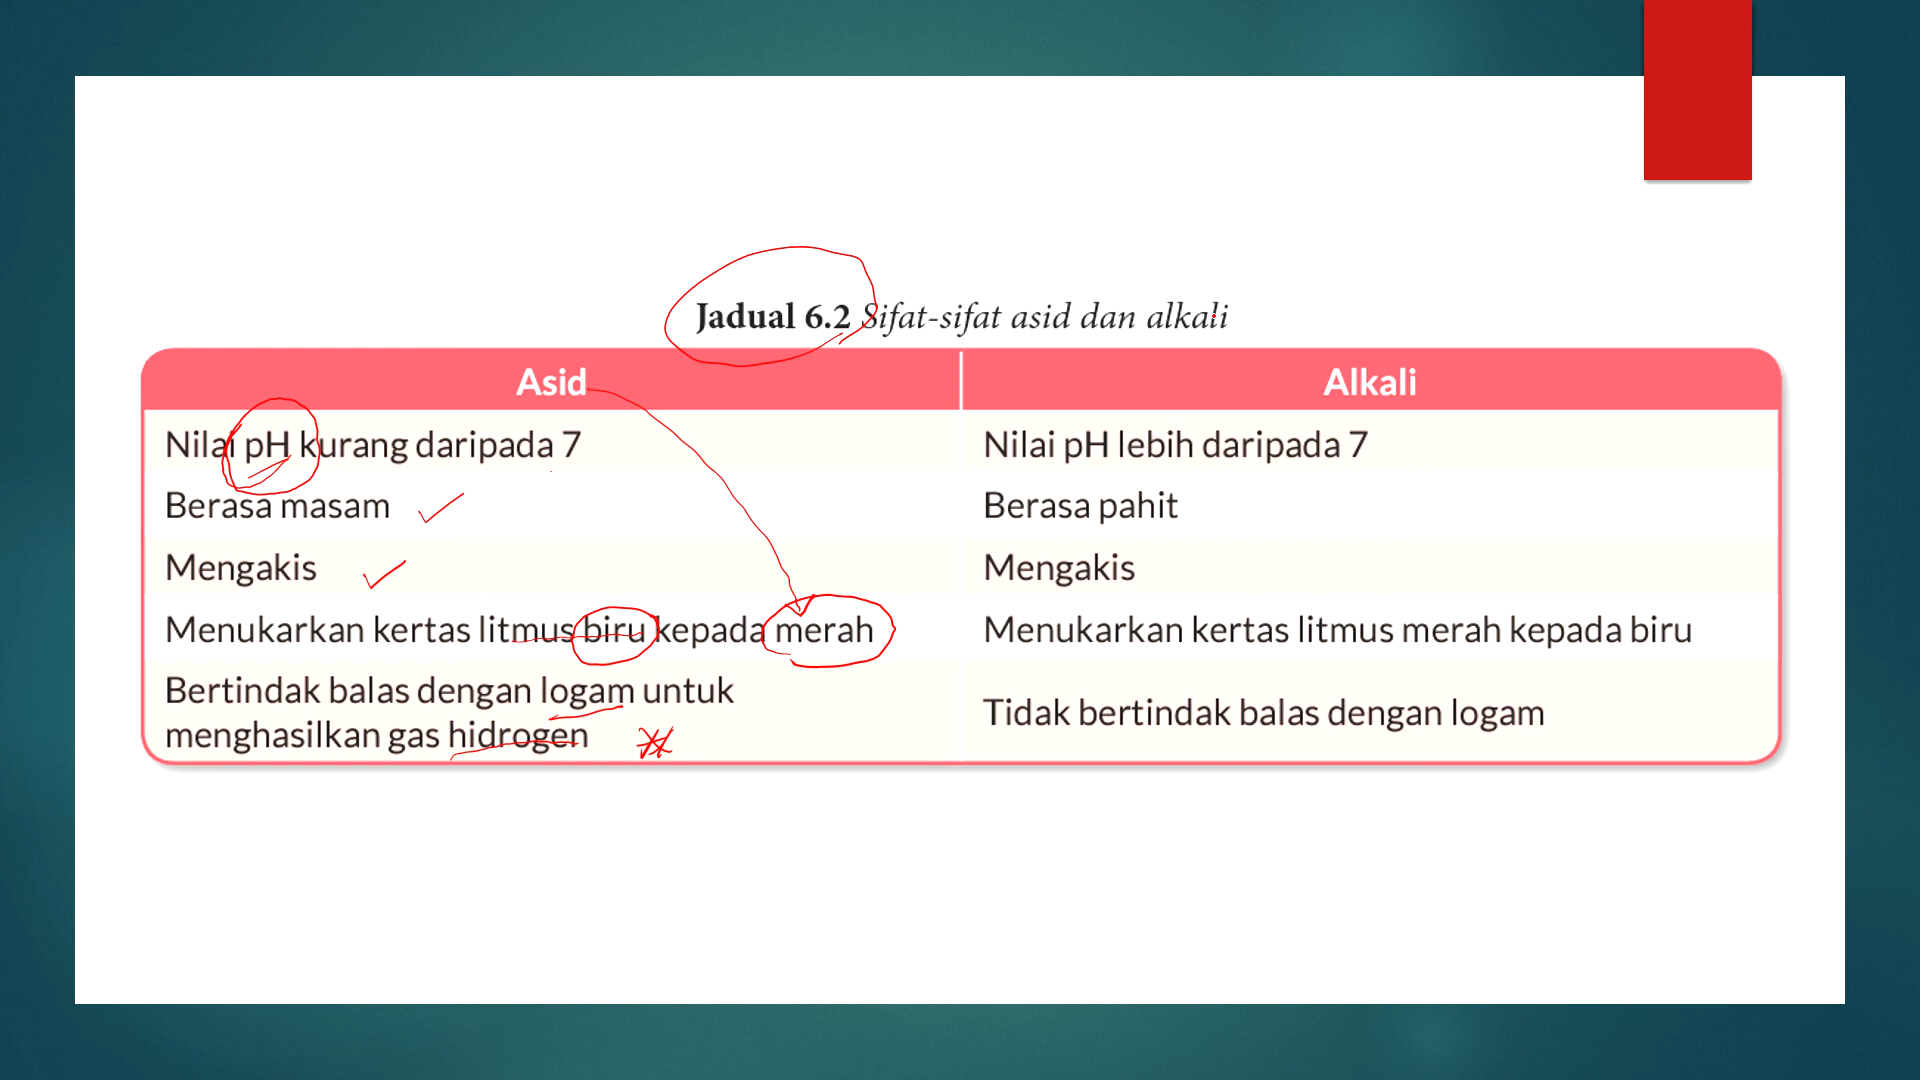 Jadual 6.2 Sifat-sifat asid dan alkali
Asid
Alkali
Nilai pH kurang daripada 7
Nilai pH lebih daripada 7
Berasa masam
Berasa pahit
Mengakis
Mengakis
Menukarkan kertas litmus biru kepada merah
Menukarkan kertas litmus merah kepada biru
Bertindak balas dengan logam untuk
menghasilkan gas hidrogen
Tidak bertindak balas dengan logam